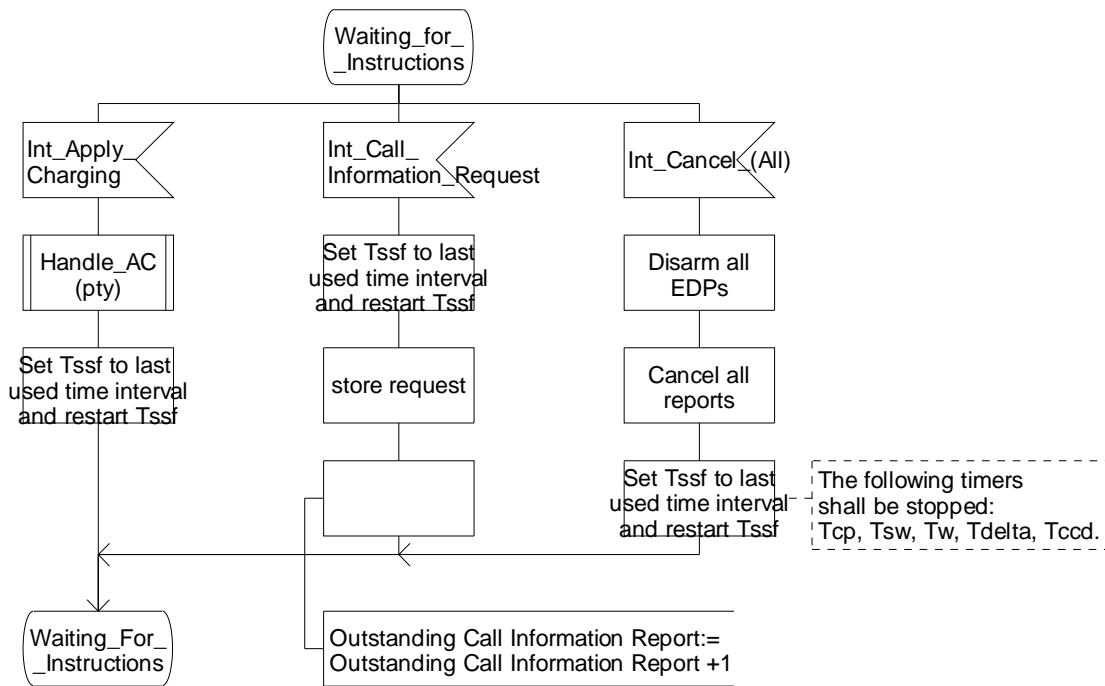 Waiting_for_
_Instructions
Int_Apply_
Charging
Int_Call_
Information_Request
Int_Cancel_(All)
Handle_AC
(pty)
Set Tssf to last
used time interval
and restart Tssf
Disarm all
EDPs
Set Tssf to last
used time interval
and restart Tssf
store request
Cancel all
reports
Set Tssf to last
used time interval
and restart Tssf
The following timers
shall be stopped:
Tcp, Tsw, Tw, Tdelta, Tccd.
Waiting_For_
_Instructions
Outstanding Call Information Report:=
Outstanding Call Information Report +1